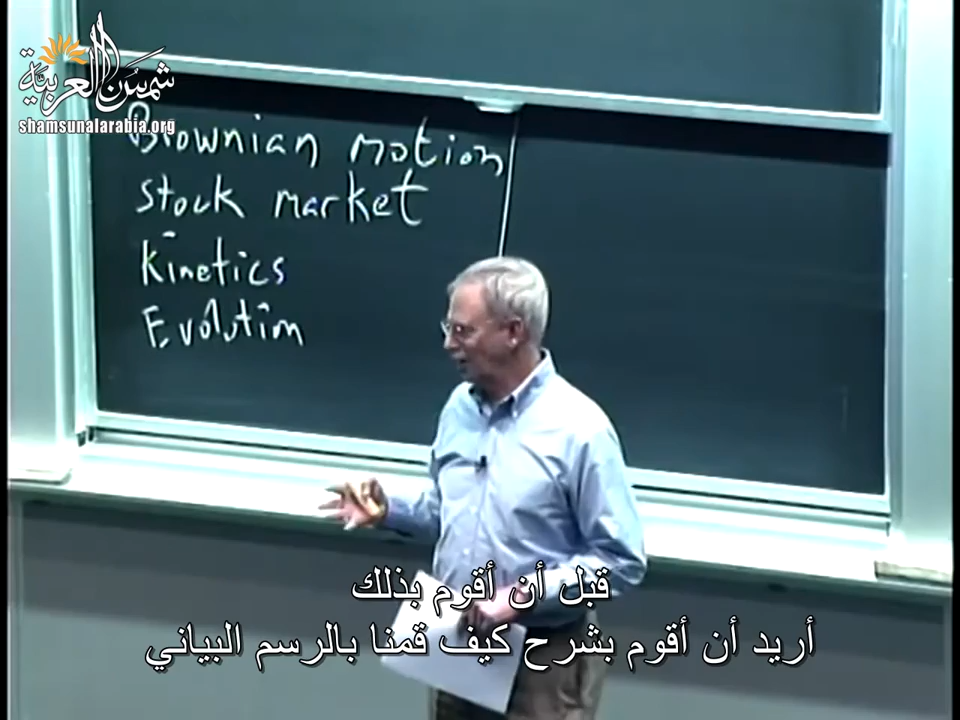 شمسنا العربية
shamsunalarabia.org
Brownian motion
Stock market
Kinetics
Evolution
قبل أن أقوم بذلك
أريد أن أقوم بشرح كيف قمنا بالرسم البياني